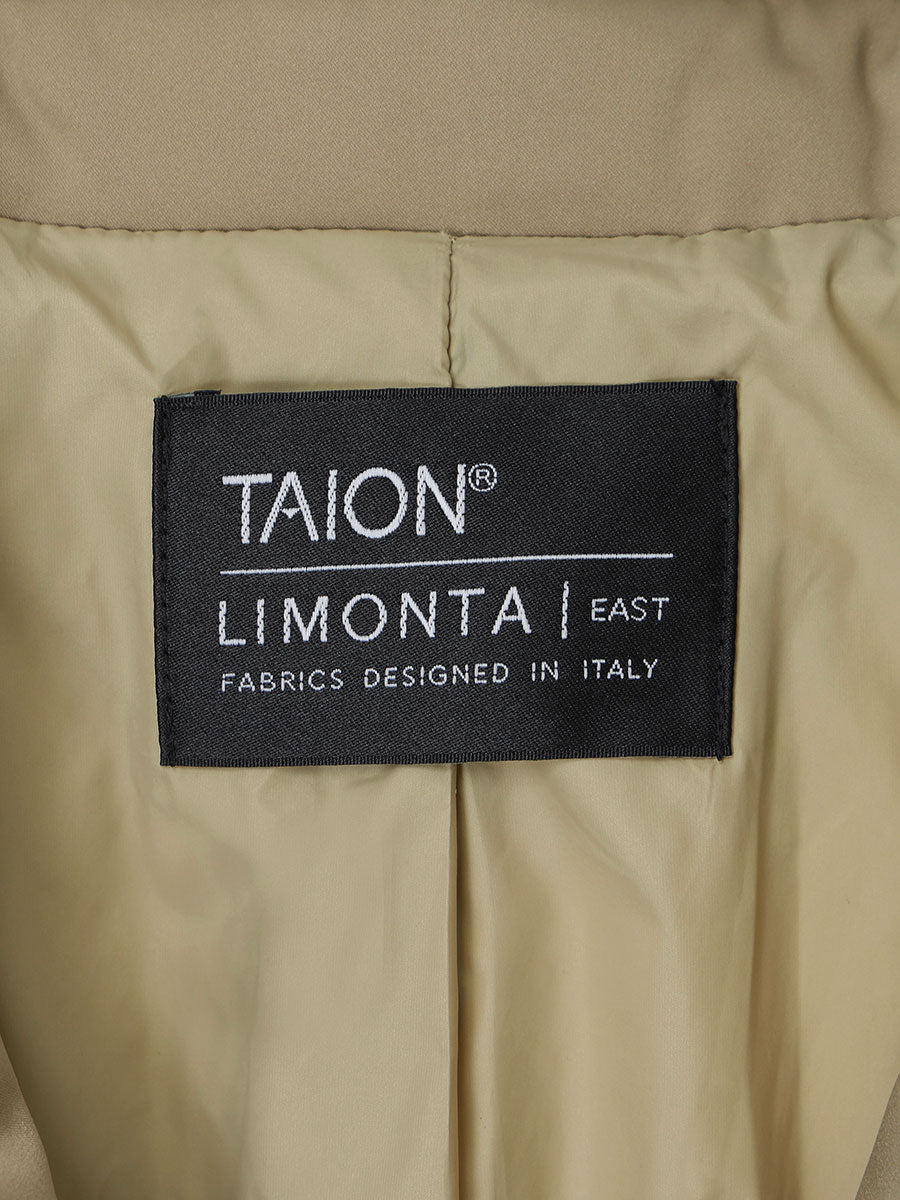 TAION®
LIMONTA | EAST
FABRICS DESIGNED IN ITALY